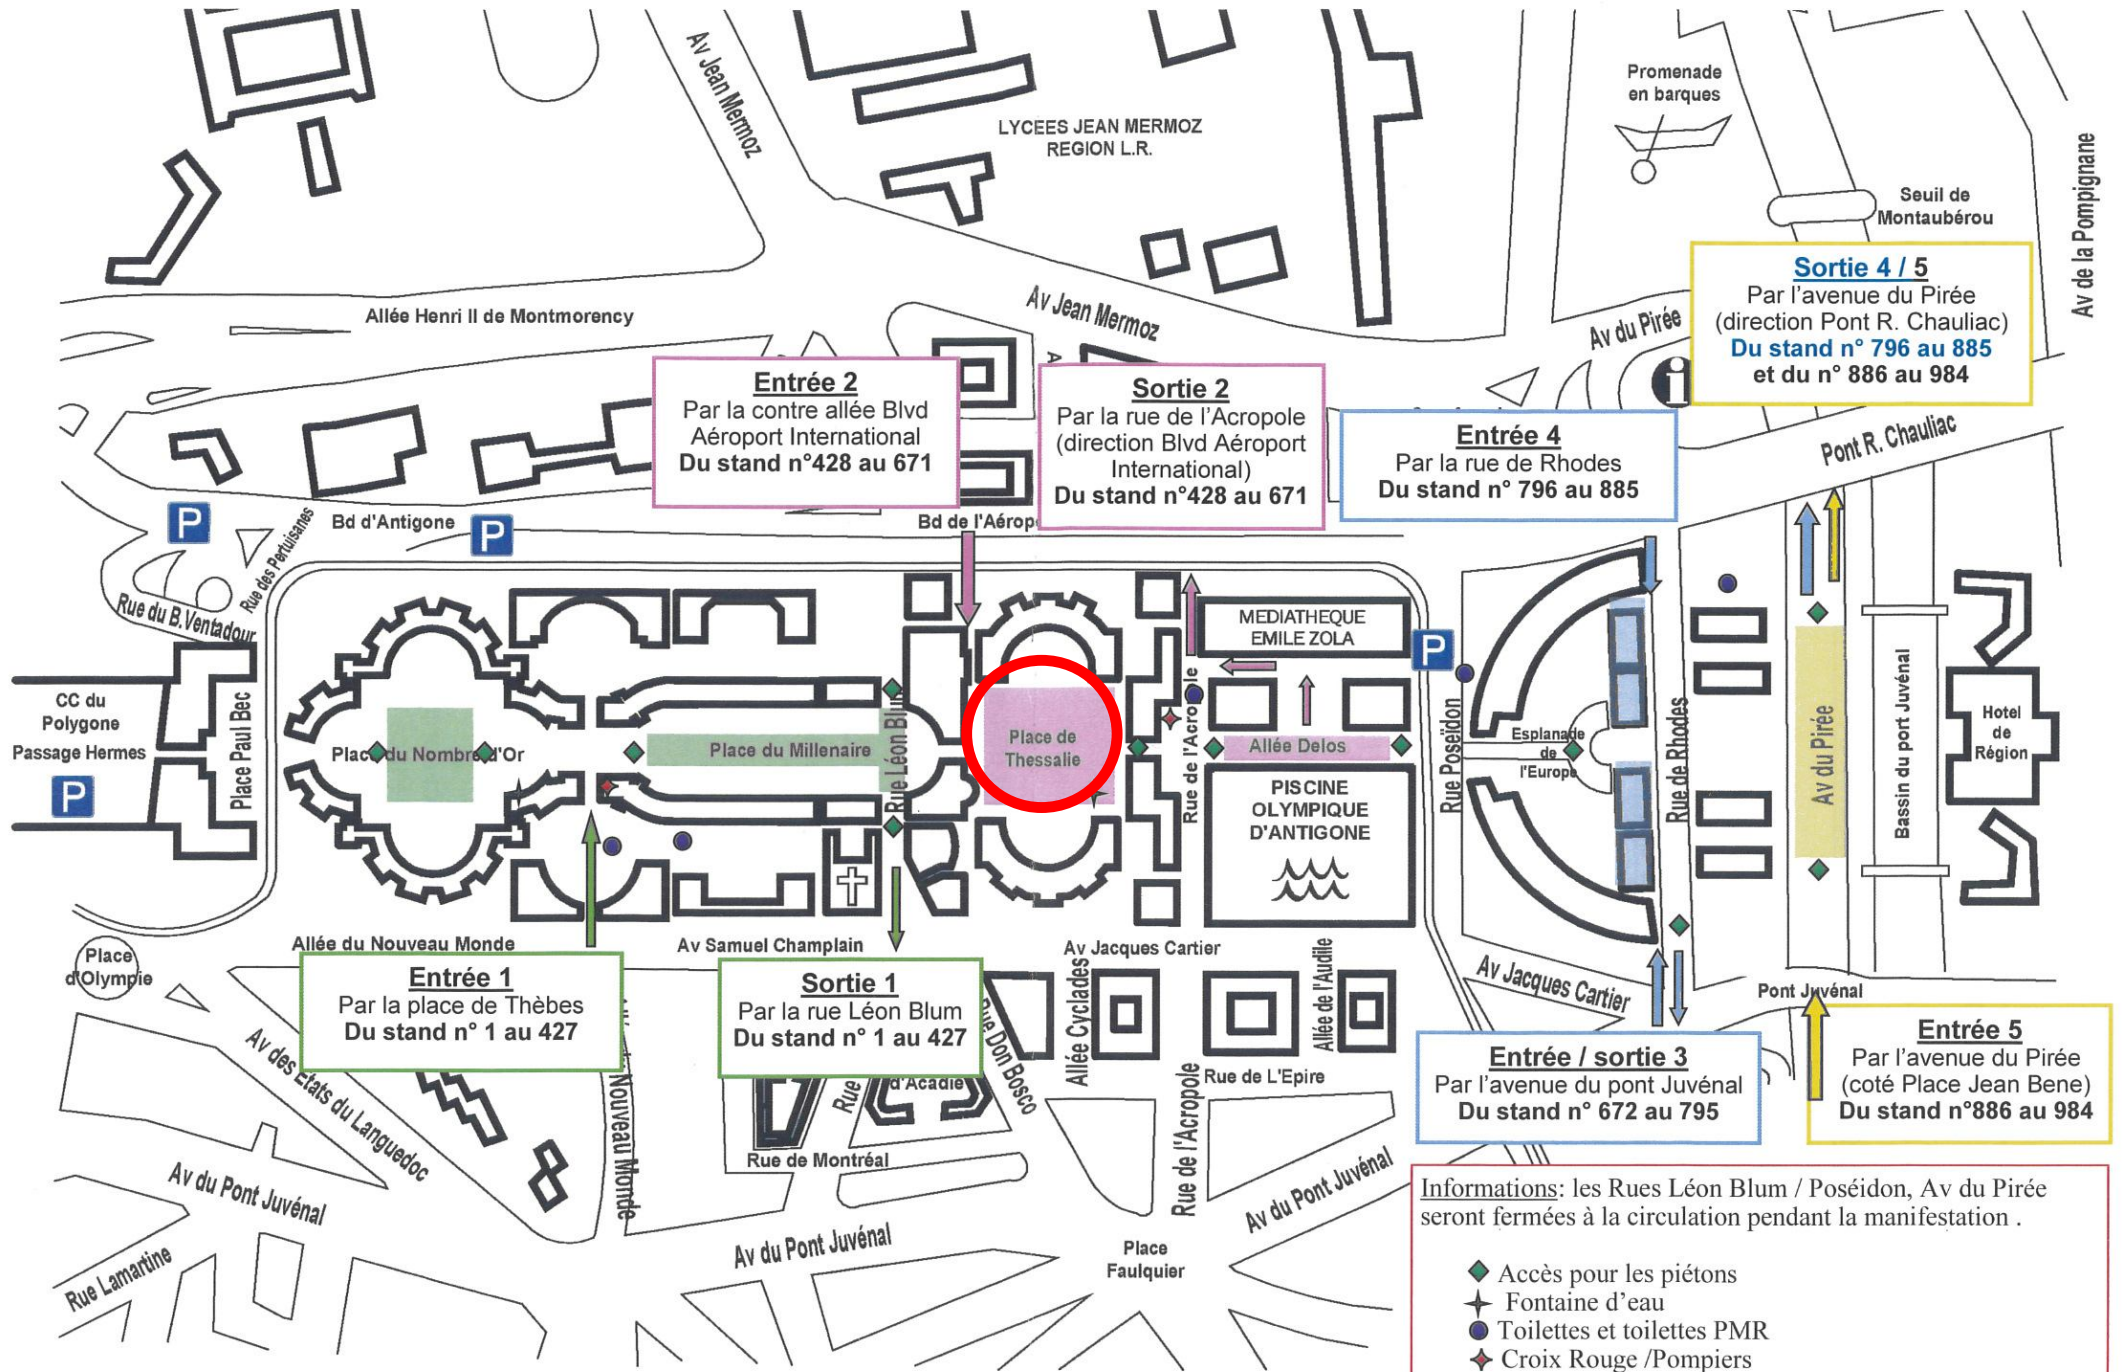 Av Jean Mermoz
LYCEES JEAN MERMOZ
REGION L.R.
Promenade
en barques
Seuil de
Montaubérou
Av de la Pompignane
Allée Henri II de Montmorency
Av Jean Mermoz
Av du Pirée
Sortie 4 / 5
Par l'avenue du Pirée
(direction Pont R. Chauliac)
Du stand n° 796 au 885
et du n° 886 au 984
Entrée 2
Par la contre allée Blvd
Aéroport International
Du stand n°428 au 671
Sortie 2
Par la rue de l'Acropole
(direction Blvd Aéroport
International)
Du stand n°428 au 671
Entrée 4
Par la rue de Rhodes
Du stand n° 796 au 885
i
Pont R. Chauliac
P
Bd d'Antigone
P
Bd de l'Aérop
Rue des Pertuisanes
Rue du B.Ventadour
MEDIATHEQUE
EMILE ZOLA
P
CC du
Polygone
Passage Hermes
P
Place Paul Bec
Place du Nombre d'Or
Place du Millenaire
Rue Léon Blum
Place de
Thessalie
Rue de l'Acropole
Allée Delos
PISCINE
OLYMPIQUE
D'ANTIGONE
Rue Poseïdon
Esplanade
de
l'Europe
Rue de Rhodes
Av du Pirée
Bassin du port Juvénal
Hotel
de
Région
Place
d'Olympie
Allée du Nouveau Monde
Av Samuel Champlain
Av Jacques Cartier
Av Jacques Cartier
Pont Juvénal
Entrée 1
Par la place de Thèbes
Du stand n° 1 au 427
Sortie 1
Par la rue Léon Blum
Du stand n° 1 au 427
Rue Don Bosco
Allée Cyclades
Allée de l'Audile
Rue de L'Epire
Entrée / sortie 3
Par l'avenue du pont Juvénal
Du stand n° 672 au 795
Entrée 5
Par l'avenue du Pirée
(coté Place Jean Bene)
Du stand n°886 au 984
Av des Etats du Languedoc
Nouveau Monde
Rue
d'Acadie
Rue de Montréal
Rue de l'Acropole
Av du Pont Juvénal
Av du Pont Juvénal
Av du Pont Juvénal
Rue Lamartine
Place
Faulquier
Informations: les Rues Léon Blum / Poséidon, Av du Pirée
seront fermées à la circulation pendant la manifestation .
Accès pour les piétons
Fontaine d'eau
Toilettes et toilettes PMR
Croix Rouge /Pompiers